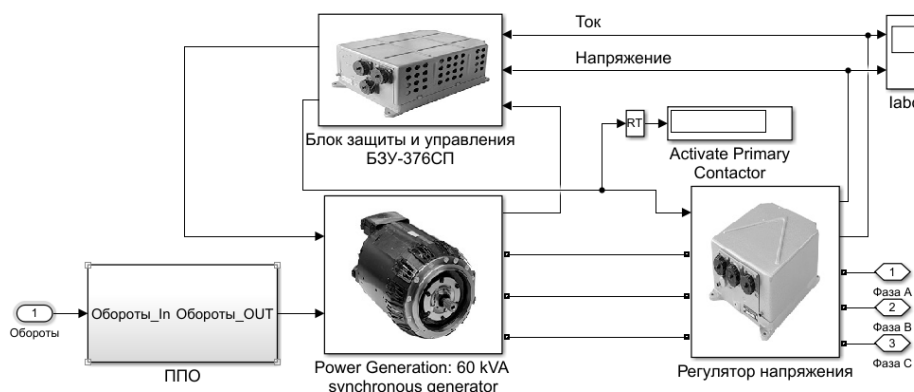 Ток
Напряжение
Блок защиты и управления
БЗУ-376СП
RT
Activate Primary
Contactor
1
Обороты
Обороты_In
Обороты_OUT
ППО
Power Generation: 60 kVA
synchronous generator
Регулятор напряжения
1
Фаза A
2
Фаза B
3
Фаза C